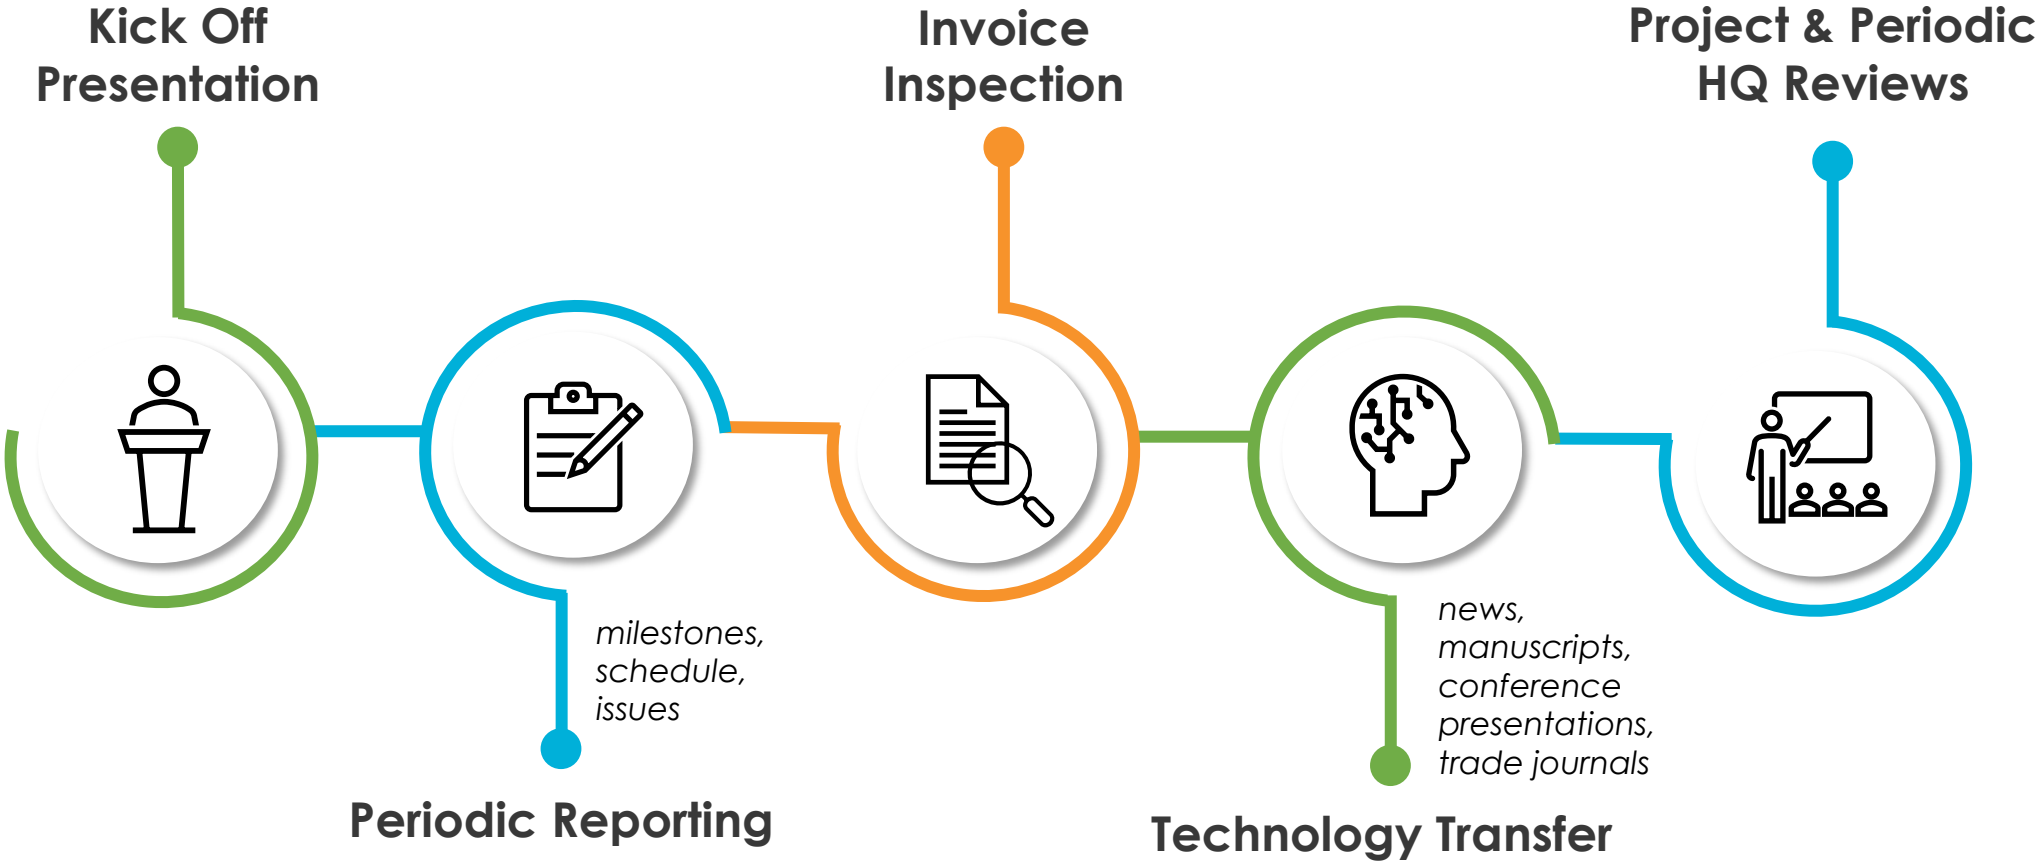 Kick Off
Presentation
Invoice
Inspection
Project & Periodic
HQ Reviews
milestones,
schedule,
issues
Periodic Reporting
news,
manuscripts,
conference
presentations,
trade journals
Technology Transfer